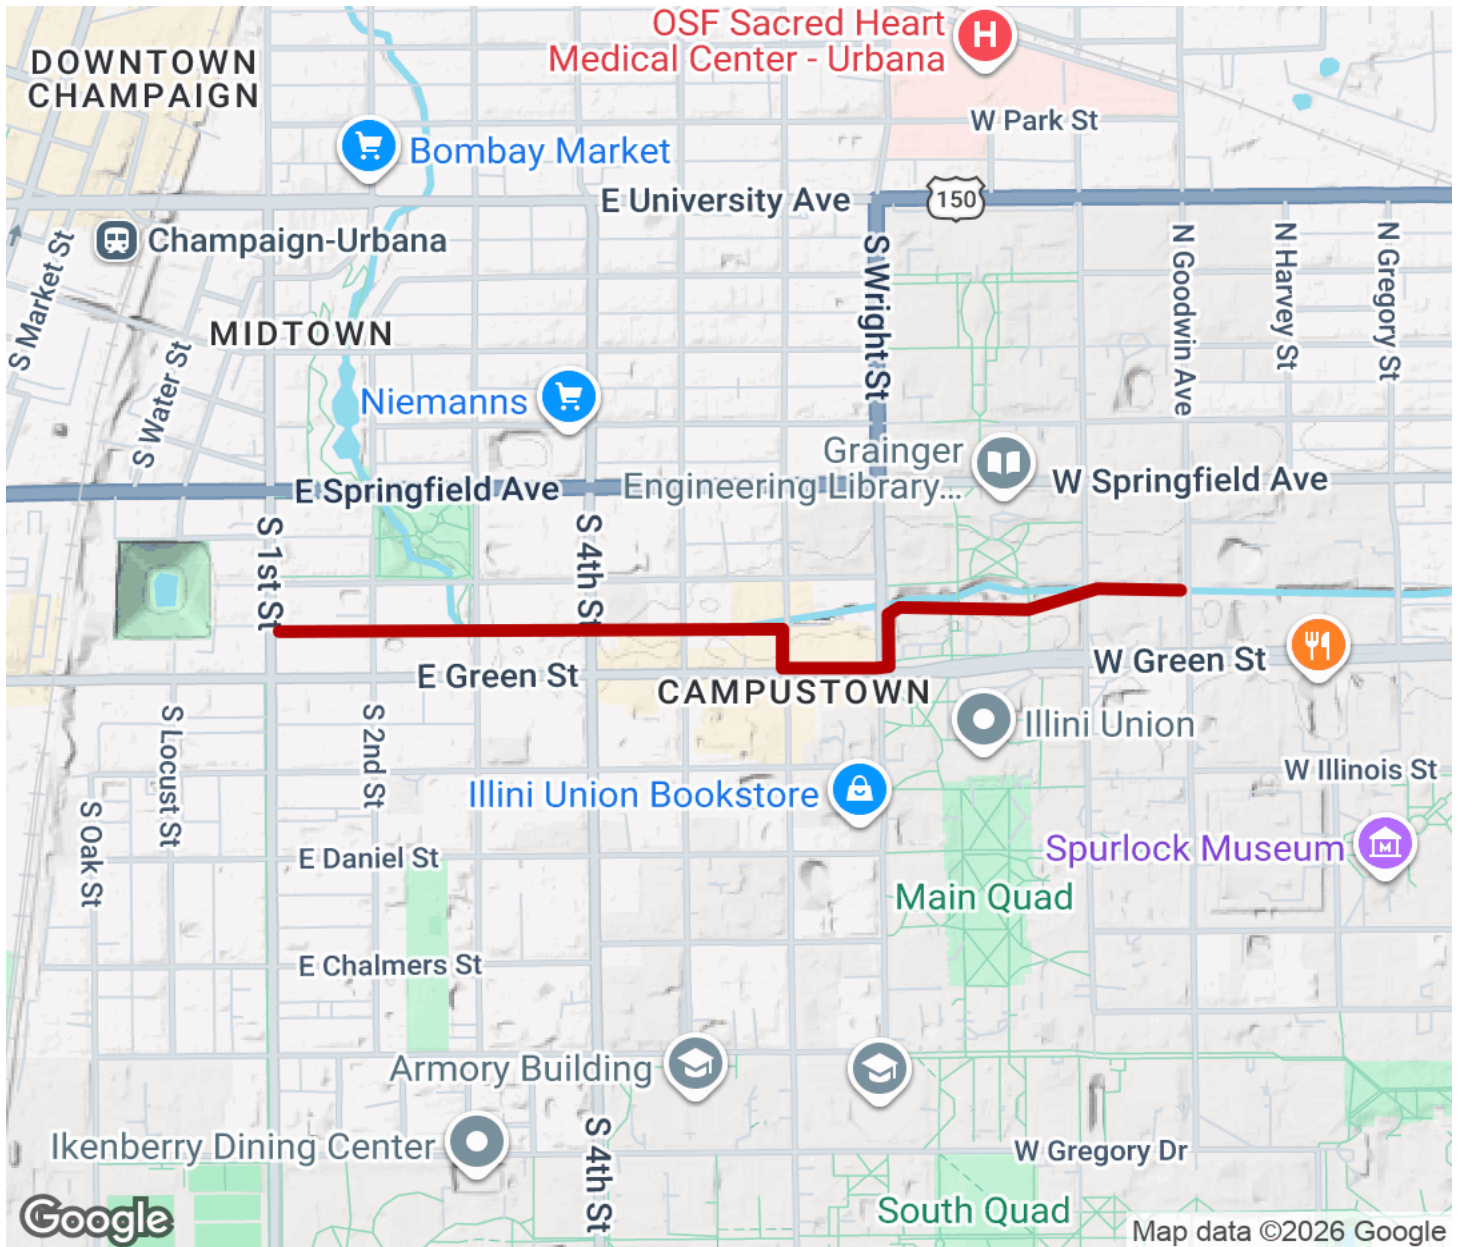 OSF Sacred Heart
Medical Center - Urbana
H
DOWNTOWN
CHAMPAIGN
W Park St
Bombay Market
E University Ave
150
Champaign-Urbana
S Market St
MIDTOWN
S Water St
S Wright St
N Goodwin Ave
N Harvey St
N Gregory St
Niemanns
Grainger
Engineering Library...
E Springfield Ave
W Springfield Ave
S 1st St
S 4th St
E Green St
W Green St
CAMPUSTOWN
Illini Union
S Locust St
S 2nd St
S Oak St
W Illinois St
Illini Union Bookstore
Spurlock Museum
M
E Daniel St
Main Quad
E Chalmers St
Armory Building
Ikenberry Dining Center
S 4th St
W Gregory Dr
South Quad
Google
Map data ©2026 Google